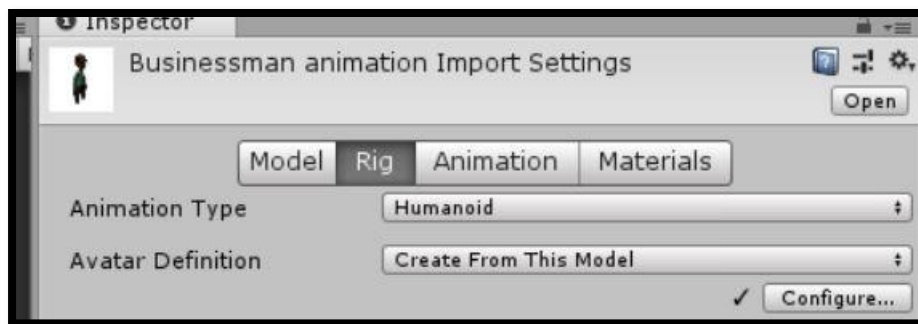 Inspector
Businessman animation Import Settings
Open
Model Rig Animation Materials
Animation Type Humanoid
Avatar Definition Create From This Model
✓ Configure...